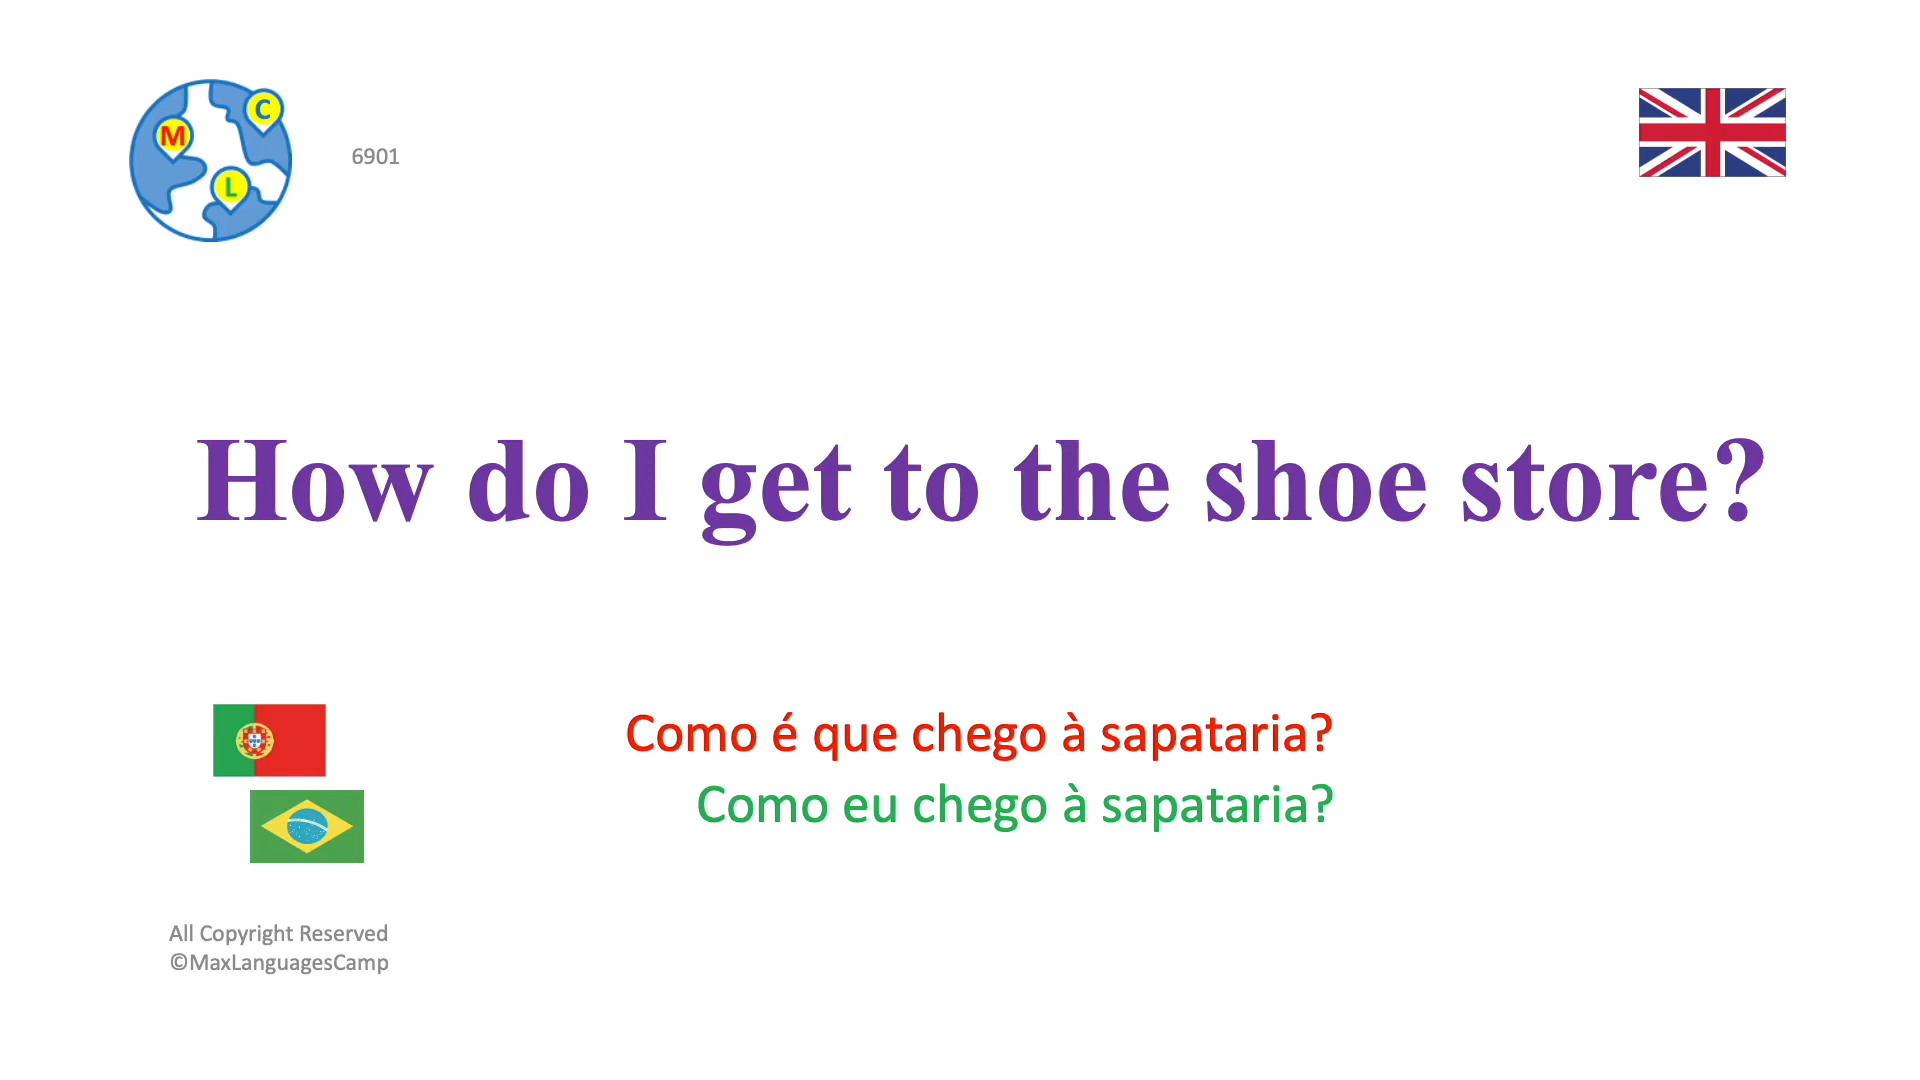 M
C
L
6901
How do I get to the shoe store?
Como é que chego à sapataria?
Como eu chego à sapataria?
All Copyright Reserved
©MaxLanguagesCamp